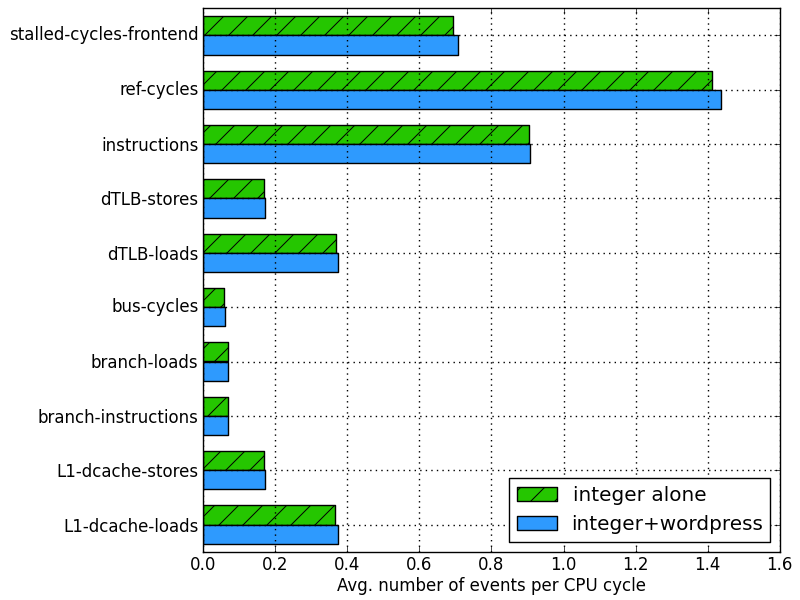 stalled-cycles-frontend
ref-cycles
instructions
dTLB-stores
dTLB-loads
bus-cycles
branch-loads
branch-instructions
L1-dcache-stores
L1-dcache-loads
integer alone
integer+wordpress
0.0 0.2 0.4 0.6 0.8 1.0 1.2 1.4 1.6
Avg. number of events per CPU cycle